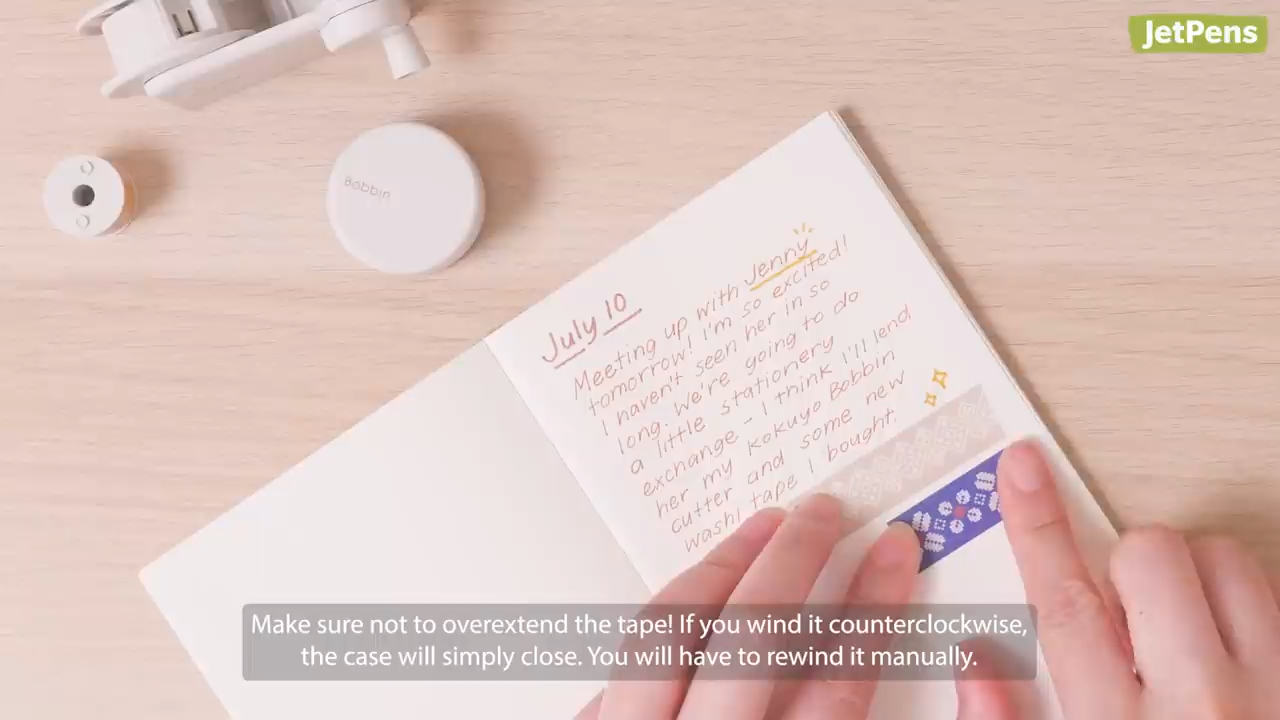 JetPens
Bobbin
July 10
Meeting up with Jenny
tomorrow! I'm so excited!
I haven't seen her in so
long. We're going to do
a little stationery
exchange - I think I'll lend
her my Kokuyo Bobbin
cutter and some new
washi tape I bought.
Make sure not to overextend the tape! If you wind it counterclockwise,
the case will simply close. You will have to rewind it manually.